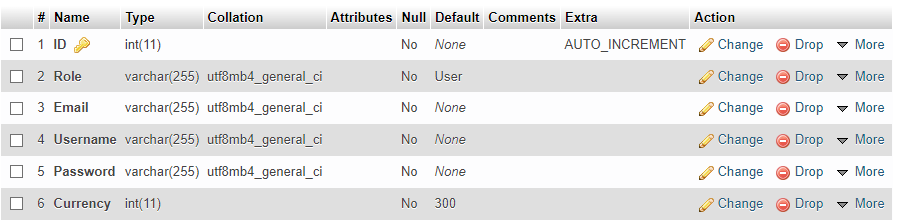 # Name Type Collation Attributes Null Default Comments Extra Action
1 ID int(11) No None AUTO_INCREMENT Change Drop More
2 Role varchar(255) utf8mb4_general_ci No User Change Drop More
3 Email varchar(255) utf8mb4_general_ci No None Change Drop More
4 Username varchar(255) utf8mb4_general_ci No None Change Drop More
5 Password varchar(255) utf8mb4_general_ci No None Change Drop More
6 Currency int(11) No 300 Change Drop More